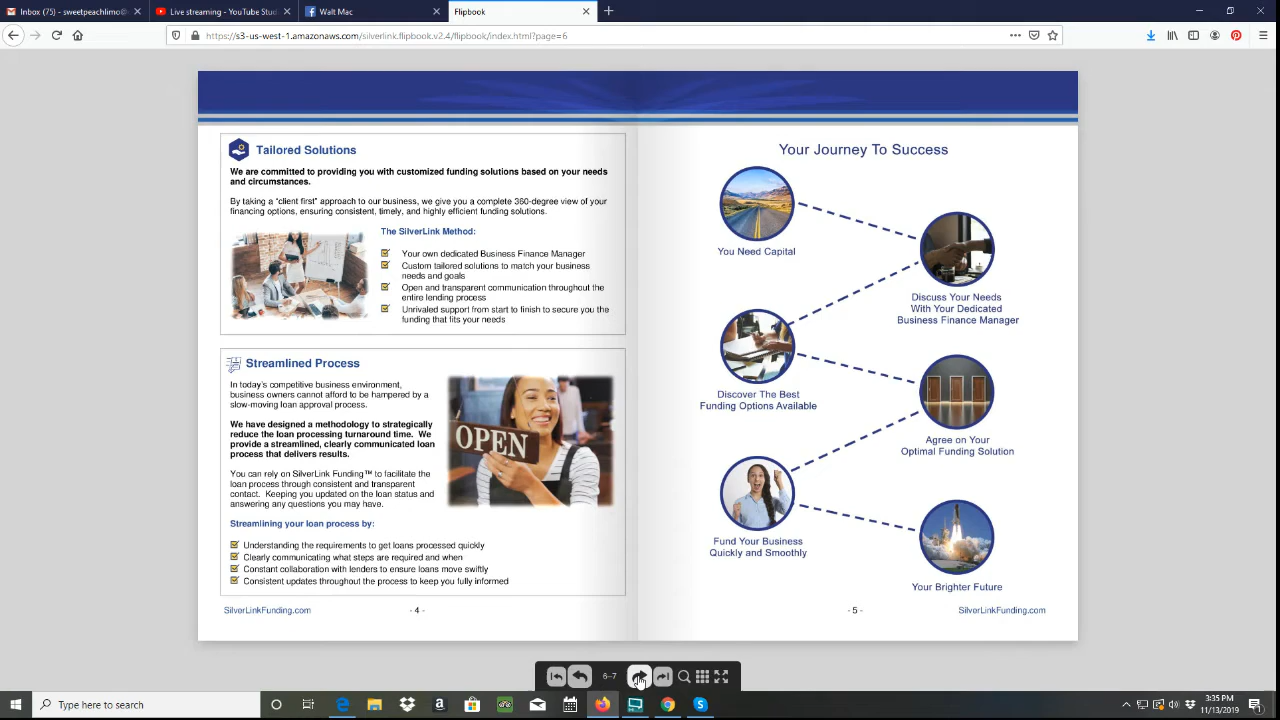 Inbox (75) - sweetpeachlimo@
Live streaming - YouTube Stud
Walt Mac
Flipbook
https://s3-us-west-1.amazonaws.com/silverlink.flipbook.v2.4/flipbook/index.html?page=6
Tailored Solutions
We are committed to providing you with customized funding solutions based on your needs
and circumstances.
By taking a “client first” approach to our business, we give you a complete 360-degree view of your
financing options, ensuring consistent, timely, and highly efficient funding solutions.
The SilverLink Method:
Your own dedicated Business Finance Manager
Custom tailored solutions to match your business
needs and goals
Open and transparent communication throughout the
entire lending process
Unrivaled support from start to finish to secure you the
funding that fits your needs
Streamlined Process
In today's competitive business environment,
business owners cannot afford to be hampered by a
slow-moving loan approval process.
We have designed a methodology to strategically
reduce the loan processing turnaround time. We
provide a streamlined, clearly communicated loan
process that delivers results.
You can rely on SilverLink Funding™ to facilitate the
loan process through consistent and transparent
contact. Keeping you updated on the loan status and
answering any questions you may have.
OPEN
Streamlining your loan process by:
Understanding the requirements to get loans processed quickly
Clearly communicating what steps are required and when
Constant collaboration with lenders to ensure loans move swiftly
Consistent updates throughout the process to keep you fully informed
SilverLinkFunding.com
- 4 -
Your Journey To Success
You Need Capital
Discuss Your Needs
With Your Dedicated
Business Finance Manager
Discover The Best
Funding Options Available
Agree on Your
Optimal Funding Solution
Fund Your Business
Quickly and Smoothly
Your Brighter Future
- 5 -
SilverLinkFunding.com
6–7
Type here to search
3:35 PM
11/13/2019